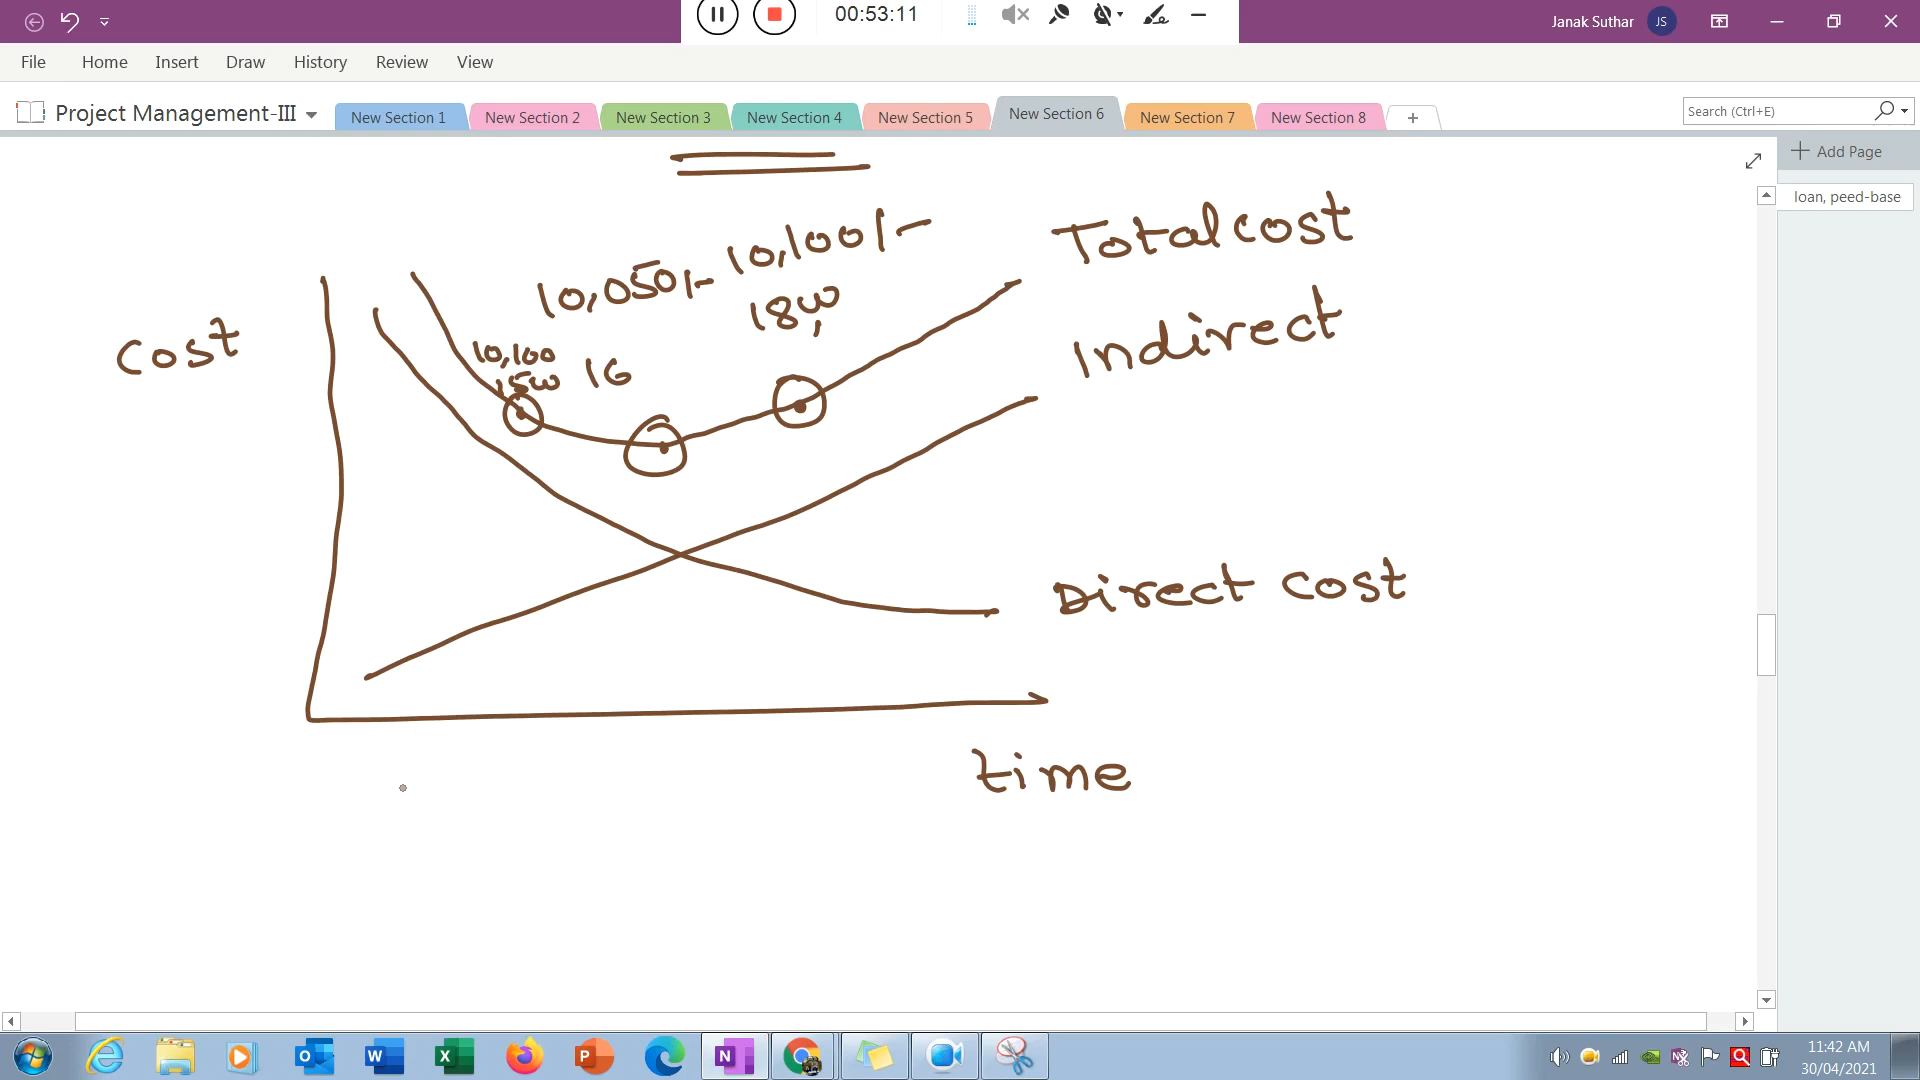 00:53:11
Janak Suthar JS
File Home Insert Draw History Review View
Project Management-III New Section 1 New Section 2 New Section 3 New Section 4 New Section 5 New Section 6 New Section 7 New Section 8 + Search (Ctrl+E)
Add Page
loan, peed-base
10,050/- 10,100/-
18w,
Total cost
Indirect
Cost
10,100
15w 16
Direct cost
time
11:42 AM
30/04/2021